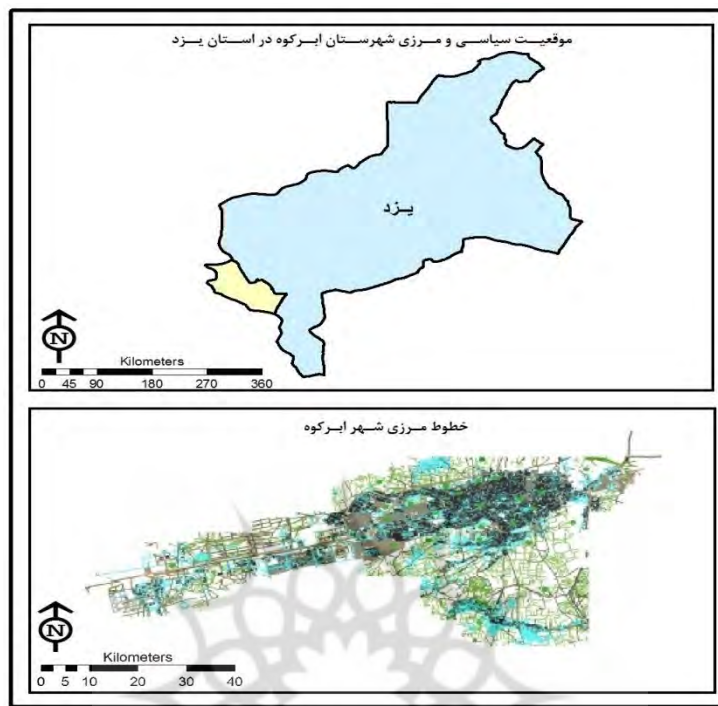 موقعیت سیاسی و مرزی شهرستان ابرکوه در استان یزد
یزد
N
Kilometers
0 45 90 180 270 360
خطوط مرزی شهر ابرکوه
N
Kilometers
0 5 10 20 30 40